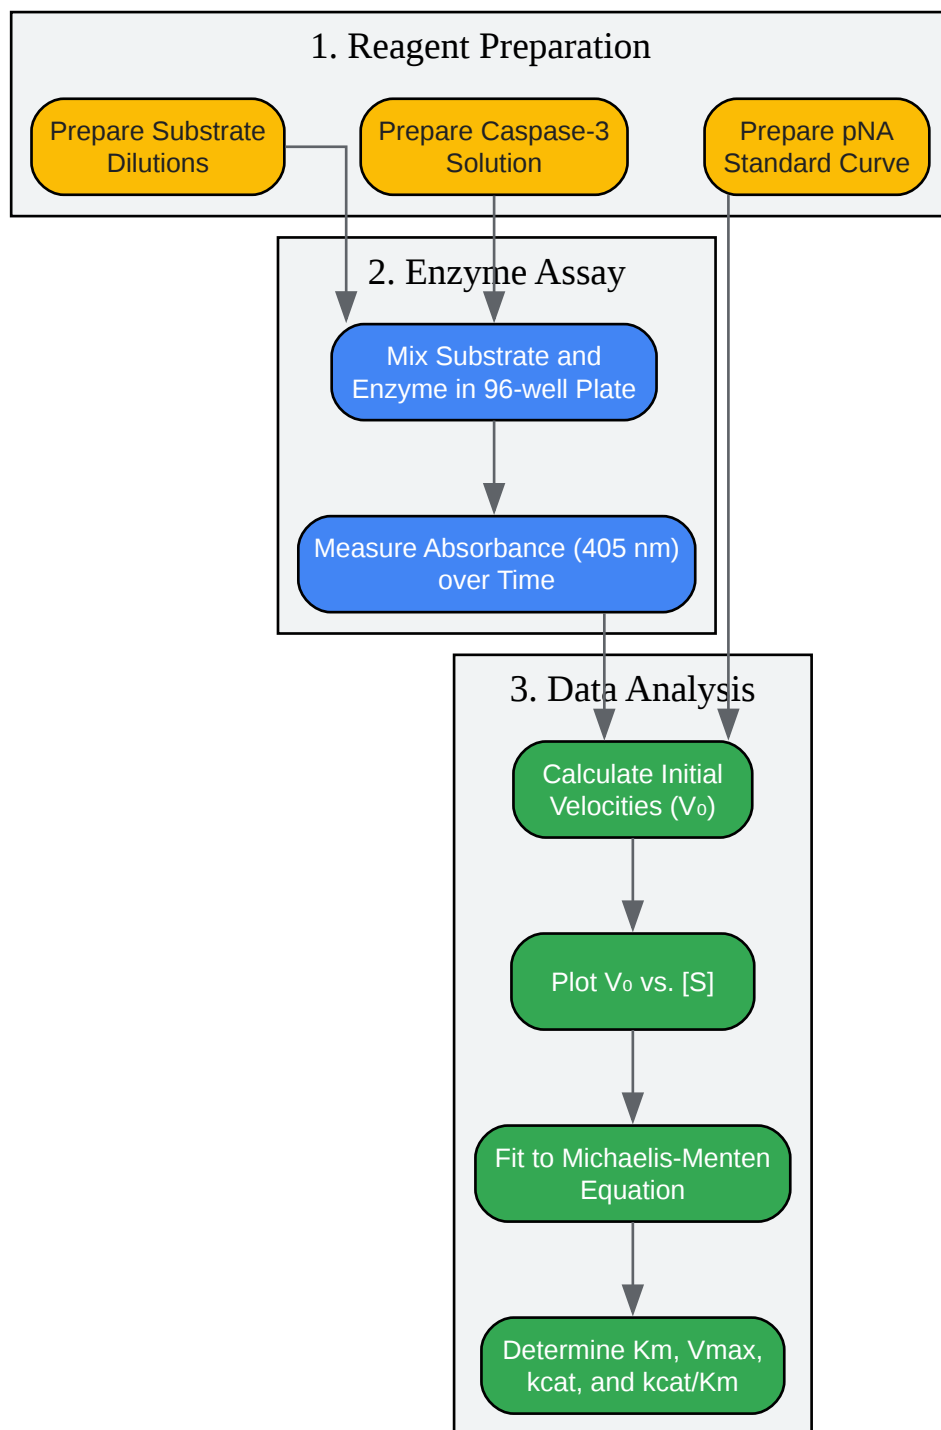 1. Reagent Preparation
Prepare Substrate
Dilutions
Prepare Caspase-3
Solution
Prepare pNA
Standard Curve
2. Enzyme Assay
Mix Substrate and
Enzyme in 96-well Plate
Measure Absorbance (405 nm)
over Time
3. Data Analysis
Calculate Initial
Velocities (V₀)
Plot V₀ vs. [S]
Fit to Michaelis-Menten
Equation
Determine Km, Vmax,
kcat, and kcat/Km